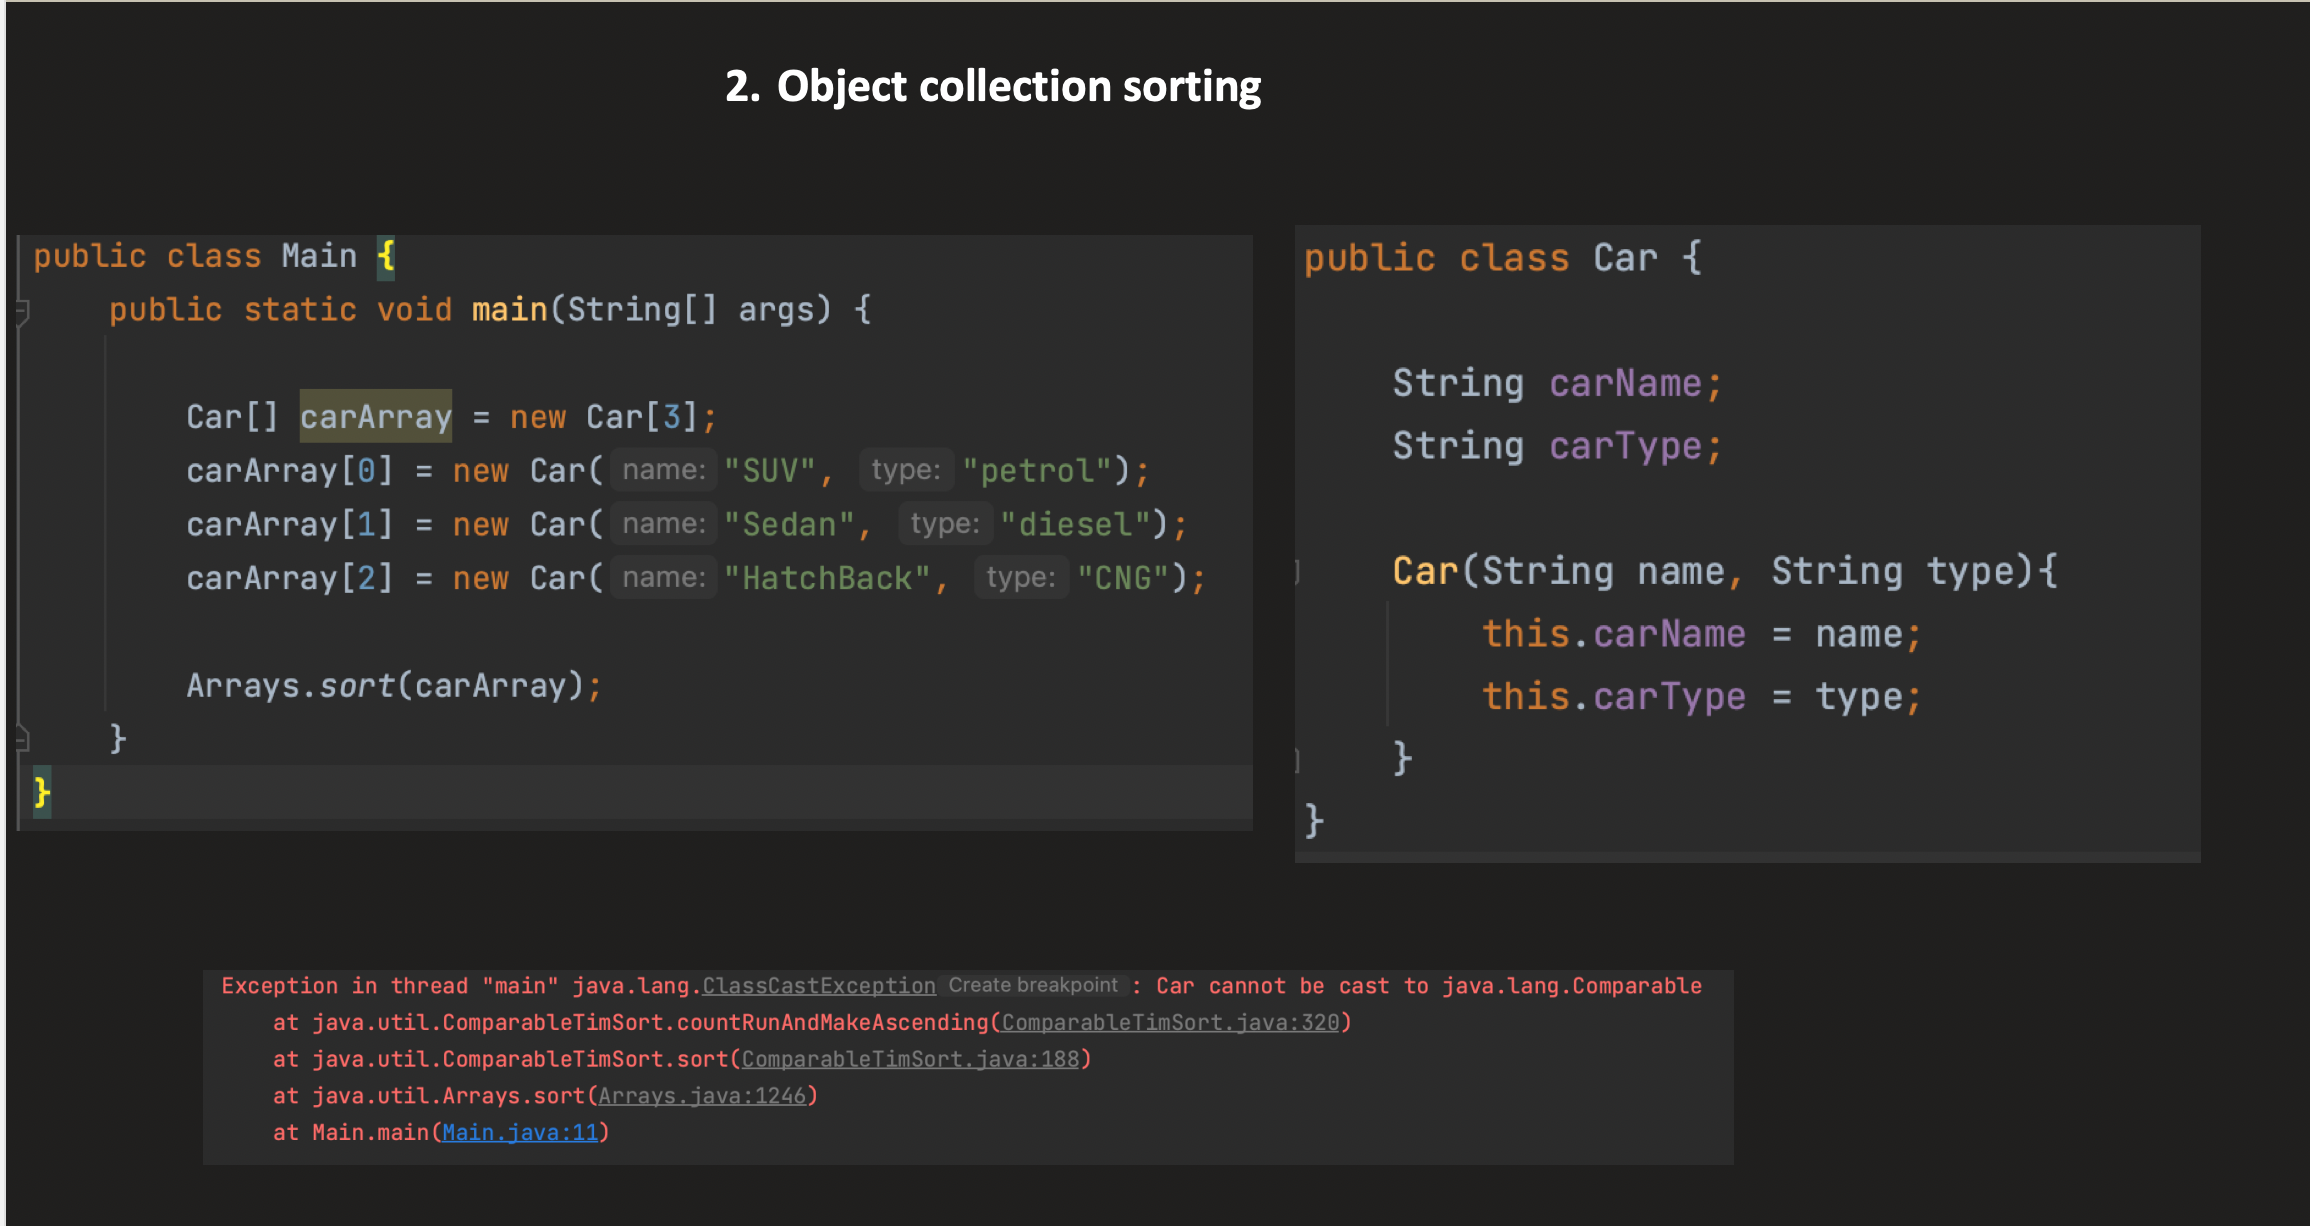 2. Object collection sorting
public class Main {
public static void main(String[] args) {
Car[] carArray = new Car[3];
carArray[0] = new Car( name: "SUV", type: "petrol");
carArray[1] = new Car( name: "Sedan", type: "diesel");
carArray[2] = new Car( name: "HatchBack", type: "CNG");
Arrays.sort(carArray);
}
}
public class Car {
String carName;
String carType;
Car(String name, String type){
this.carName = name;
this.carType = type;
}
}
Exception in thread "main" java.lang.ClassCastException Create breakpoint : Car cannot be cast to java.lang.Comparable
at java.util.ComparableTimSort.countRunAndMakeAscending(ComparableTimSort.java:320)
at java.util.ComparableTimSort.sort(ComparableTimSort.java:188)
at java.util.Arrays.sort(Arrays.java:1246)
at Main.main(Main.java:11)